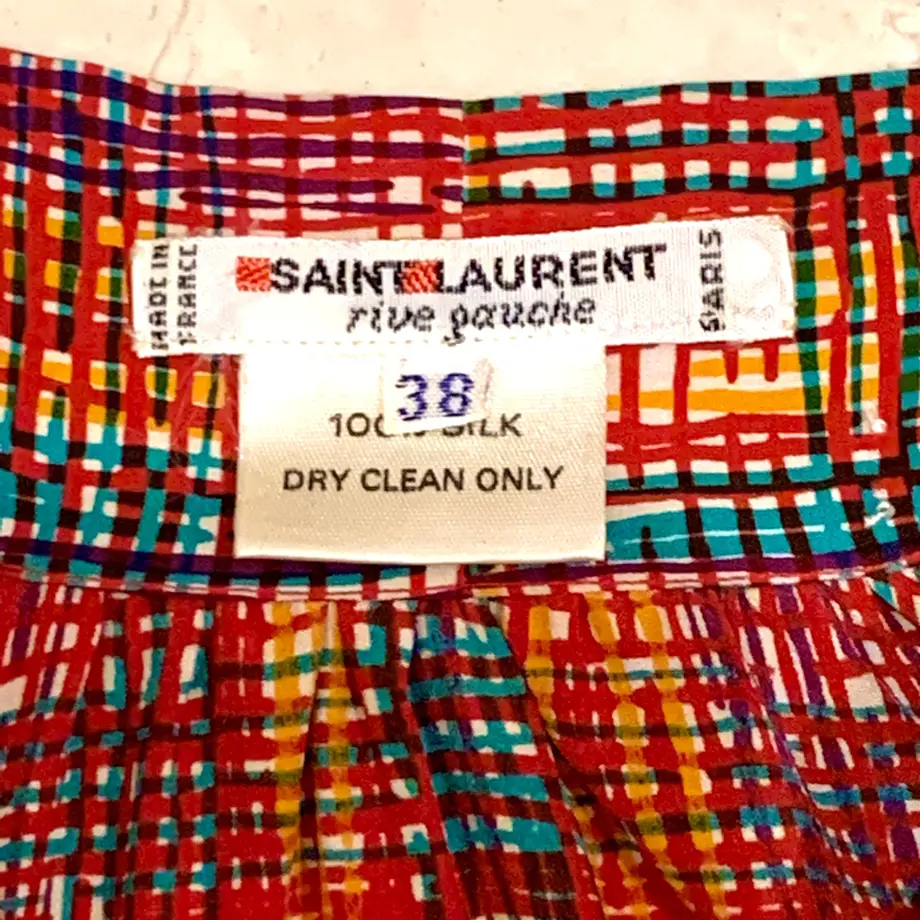 MADE IN
FRANCE
SAINT LAURENT
rive gauche
PARIS
38
100% SILK
DRY CLEAN ONLY